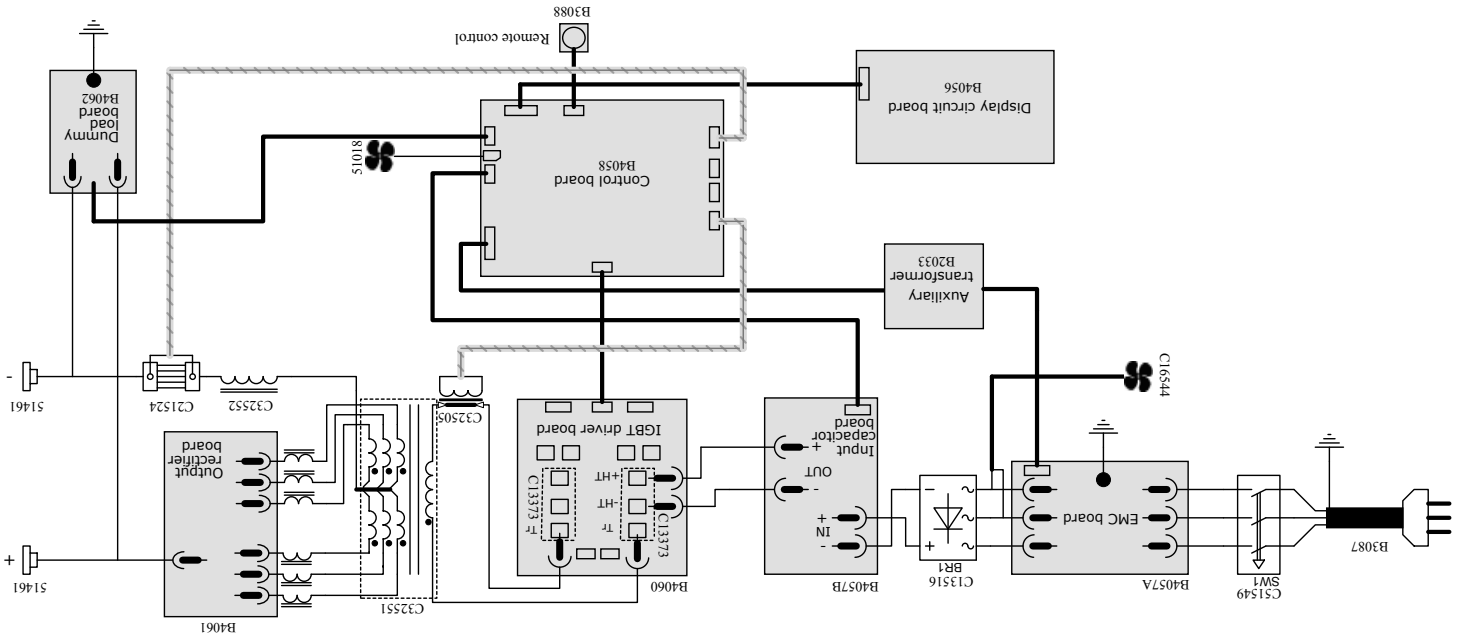 B3088
Remote control
Display circuit board
B4056
Control board
B4058
51018
Dummy
load
board
B4062
Auxiliary
transformer
B2033
C16544
-
51461
C21524
C32552
C32505
Output
rectifier
board
B4061
+
51461
C32551
IGBT driver board
C13373
Tr
+HT
-HT
Tr
C13373
B4060
Input
capacitor
board
+
OUT
-
+
IN
-
B4057B
-
+
BR1
C13516
EMC board
B4057A
SW1
C51549
B3087